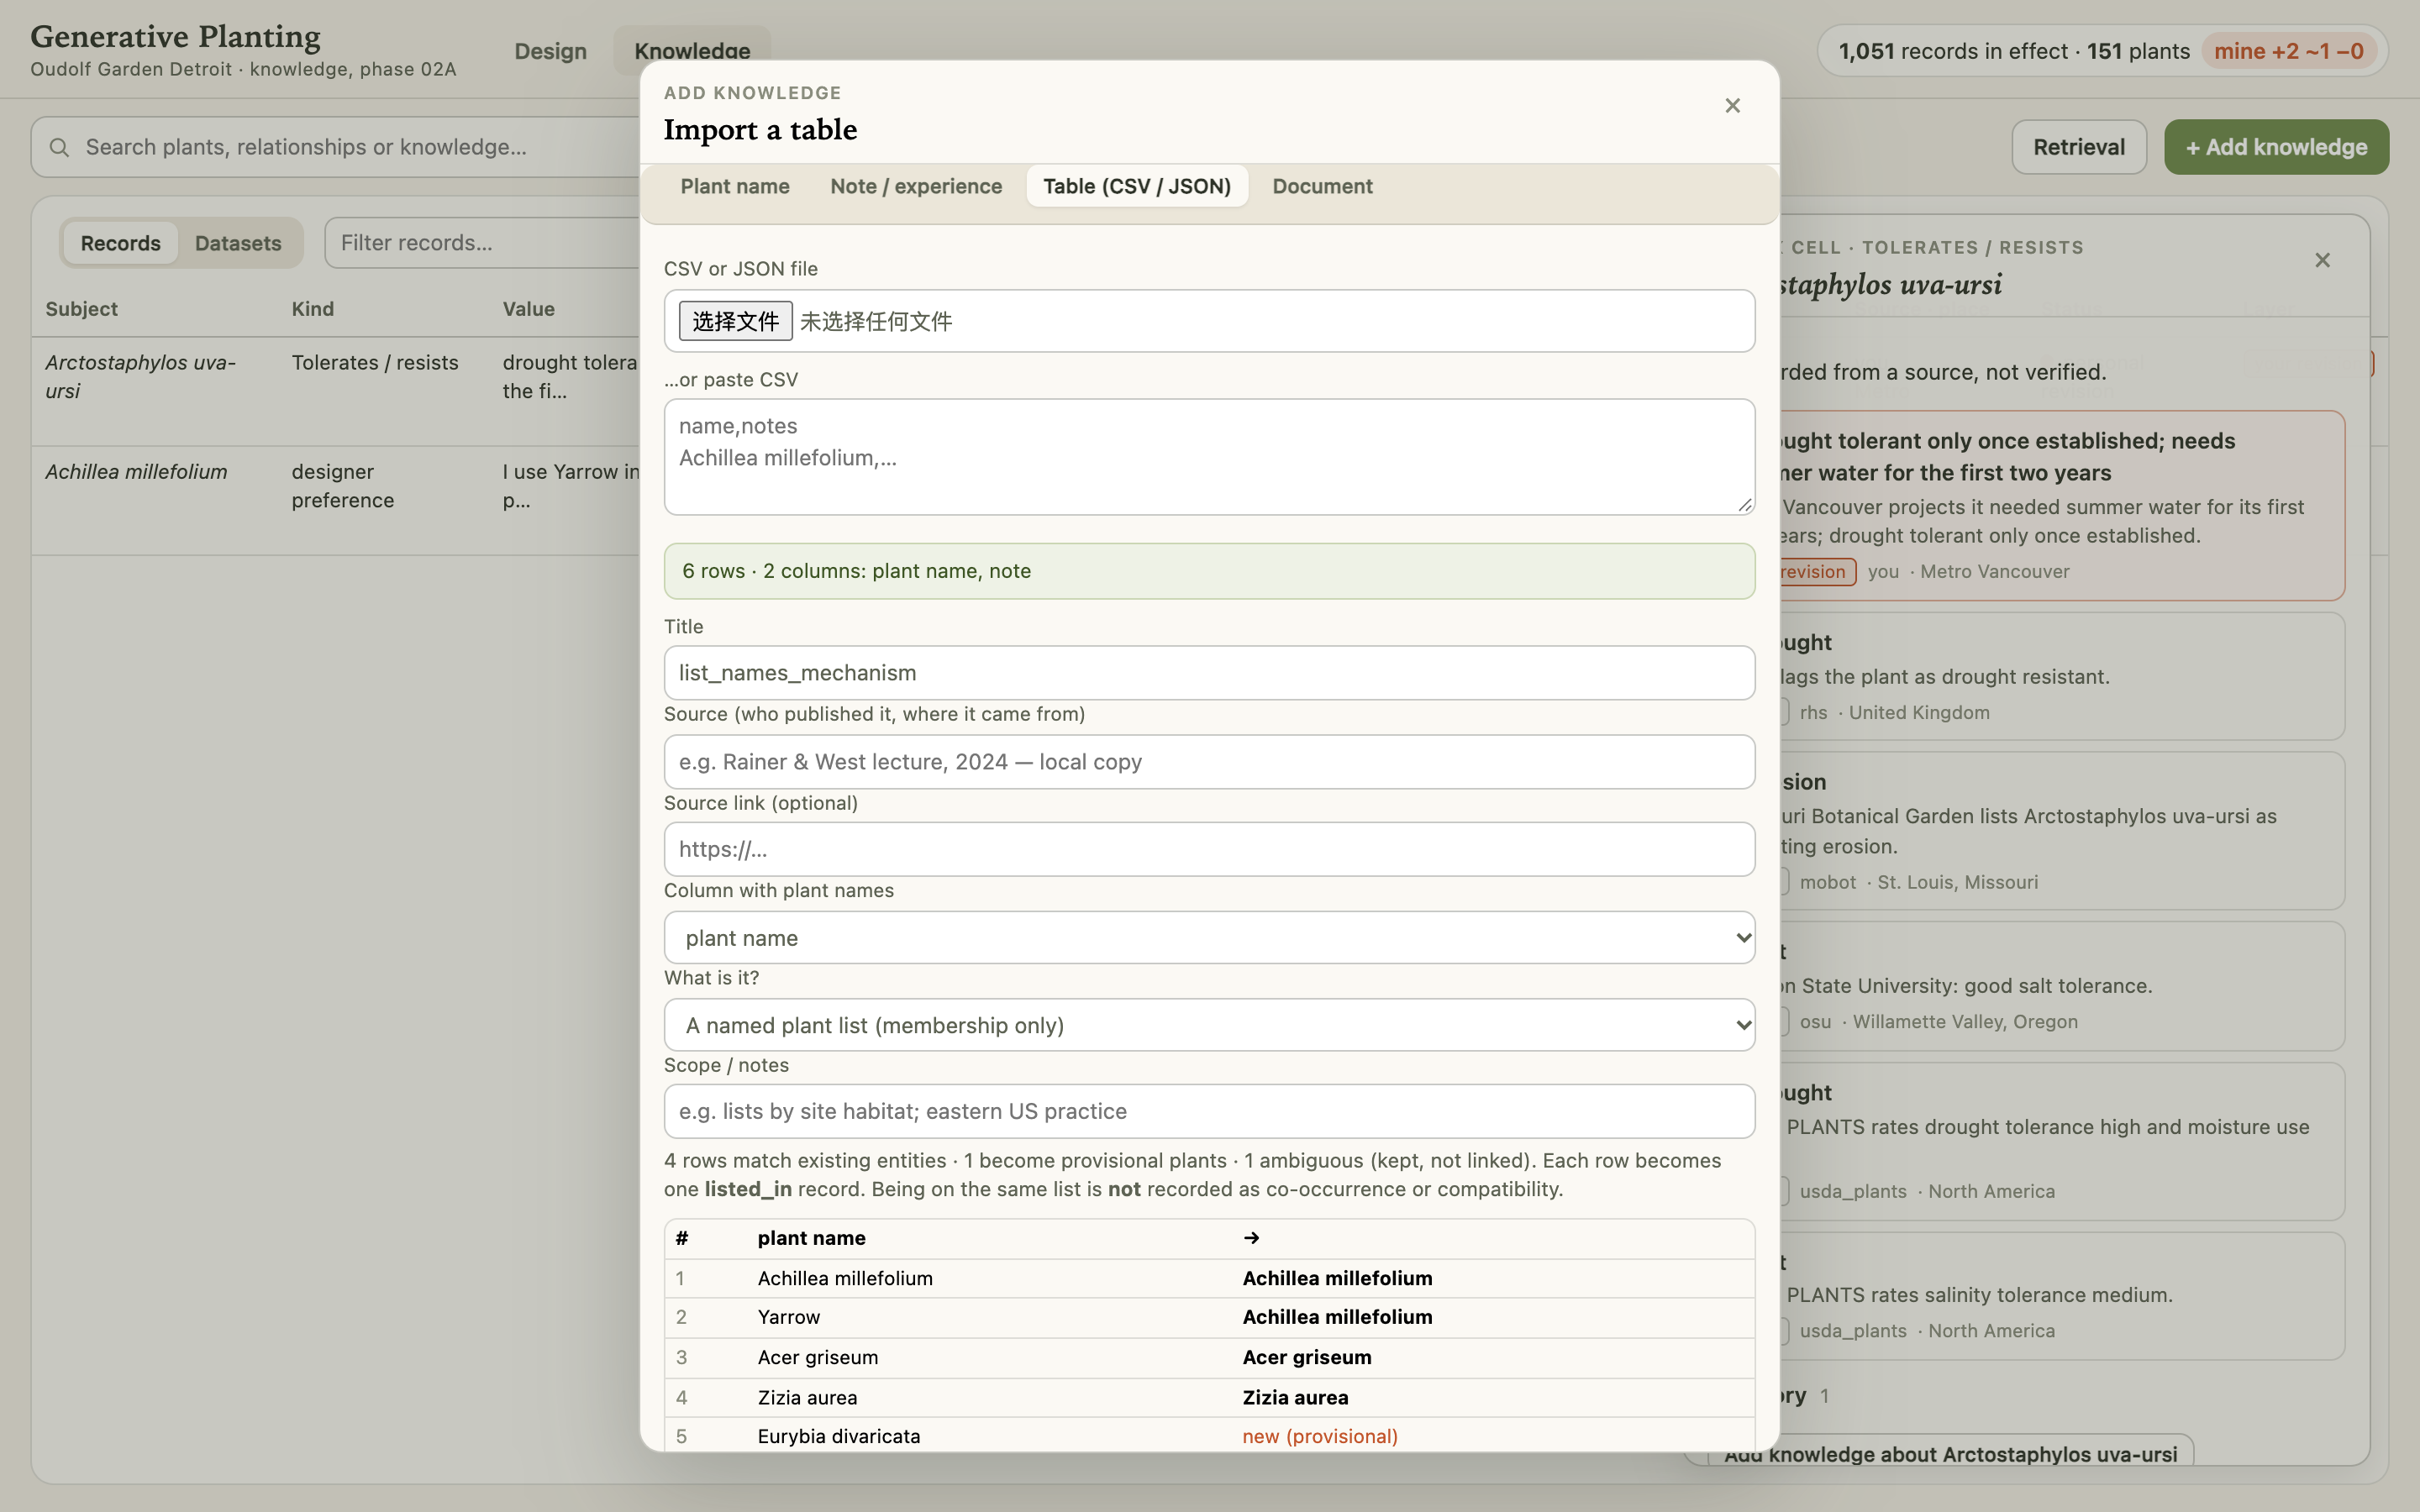 Generative Planting
Oudolf Garden Detroit · knowledge, phase 02A
Design
Knowledge
1,051 records in effect · 151 plants
mine +2 ~1 −0
Search plants, relationships or knowledge...
Retrieval
+ Add knowledge
Records
Datasets
Filter records...
Subject
Kind
Value
Arctostaphylos uva-
ursi
Tolerates / resists
drought
the fi...
Achillea millefolium
designer
preference
I use Yarrow in
p...
ADD KNOWLEDGE
Import a table
×
Plant name
Note / experience
Table (CSV / JSON)
Document
CSV or JSON file
选择文件 未选择任何文件
...or paste CSV
name,notes
Achillea millefolium,...
6 rows · 2 columns: plant name, note
Title
list_names_mechanism
Source (who published it, where it came from)
e.g. Rainer & West lecture, 2024 — local copy
Source link (optional)
https://...
Column with plant names
plant name
What is it?
A named plant list (membership only)
Scope / notes
e.g. lists by site habitat; eastern US practice
4 rows match existing entities · 1 become provisional plants · 1 ambiguous (kept, not linked). Each row becomes
one listed_in record. Being on the same list is not recorded as co-occurrence or compatibility.
# plant name →
1 Achillea millefolium Achillea millefolium
2 Yarrow Achillea millefolium
3 Acer griseum Acer griseum
4 Zizia aurea Zizia aurea
5 Eurybia divaricata new (provisional)
CELL · TOLERATES / RESISTS
staphylos uva-ursi
×
from a source, not verified.
tolerant only once established; needs
water for the first two years
Vancouver projects it needed summer water for its first
drought tolerant only once established.
revision you · Metro Vancouver
the plant as drought resistant.
rhs · United Kingdom
Botanical Garden lists Arctostaphylos uva-ursi as
erosion.
mobot · St. Louis, Missouri
State University: good salt tolerance.
osu · Willamette Valley, Oregon
PLANTS rates drought tolerance high and moisture use
usda_plants · North America
PLANTS rates salinity tolerance medium.
usda_plants · North America
1
Add knowledge about Arctostaphylos uva-ursi